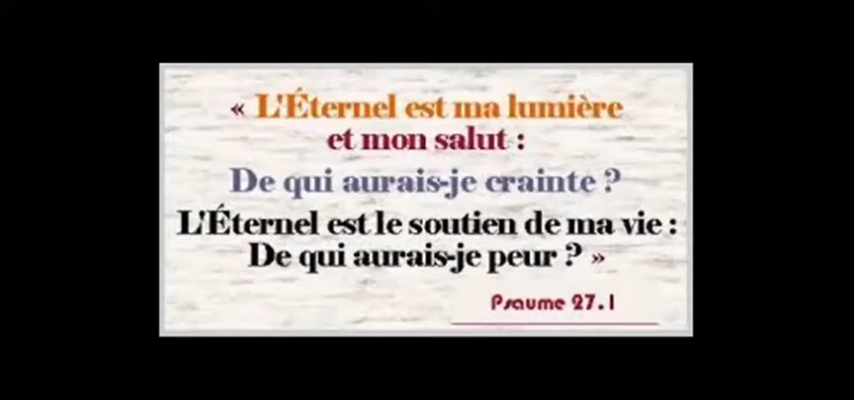 « L'Éternel est ma lumière
et mon salut :
De qui aurais-je crainte ?
L'Éternel est le soutien de ma vie :
De qui aurais-je peur ? »
Psaume 27.1